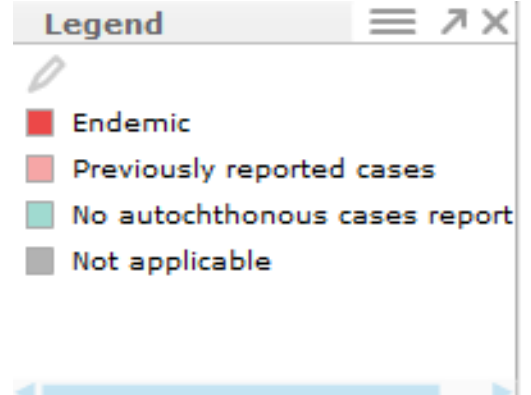 Legend
Endemic
Previously reported cases
No autochthonous cases report
Not applicable